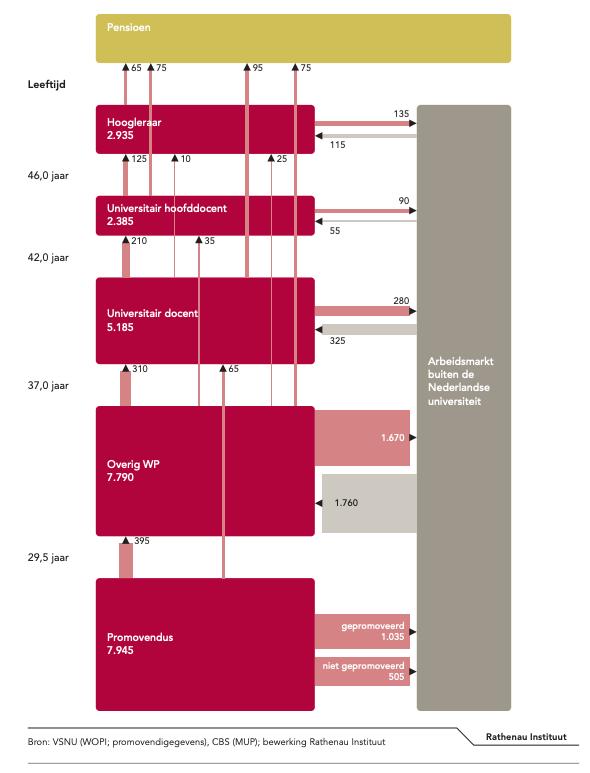 Pensioen
65
75
95
75
Leeftijd
Hoogleraar
2.935
135
115
125
10
25
46,0 jaar
Universitair hoofddocent
2.385
90
55
210
35
42,0 jaar
Universitair docent
5.185
280
325
Arbeidsmarkt
buiten de
Nederlandse
universiteit
310
65
37,0 jaar
Overig WP
7.790
1.670
1.760
395
29,5 jaar
Promovendus
7.945
gepromoveerd
1.035
niet gepromoveerd
505
Bron: VSNU (WOPI; promovendigegevens), CBS (MUP); bewerking Rathenau Instituut
Rathenau Instituut